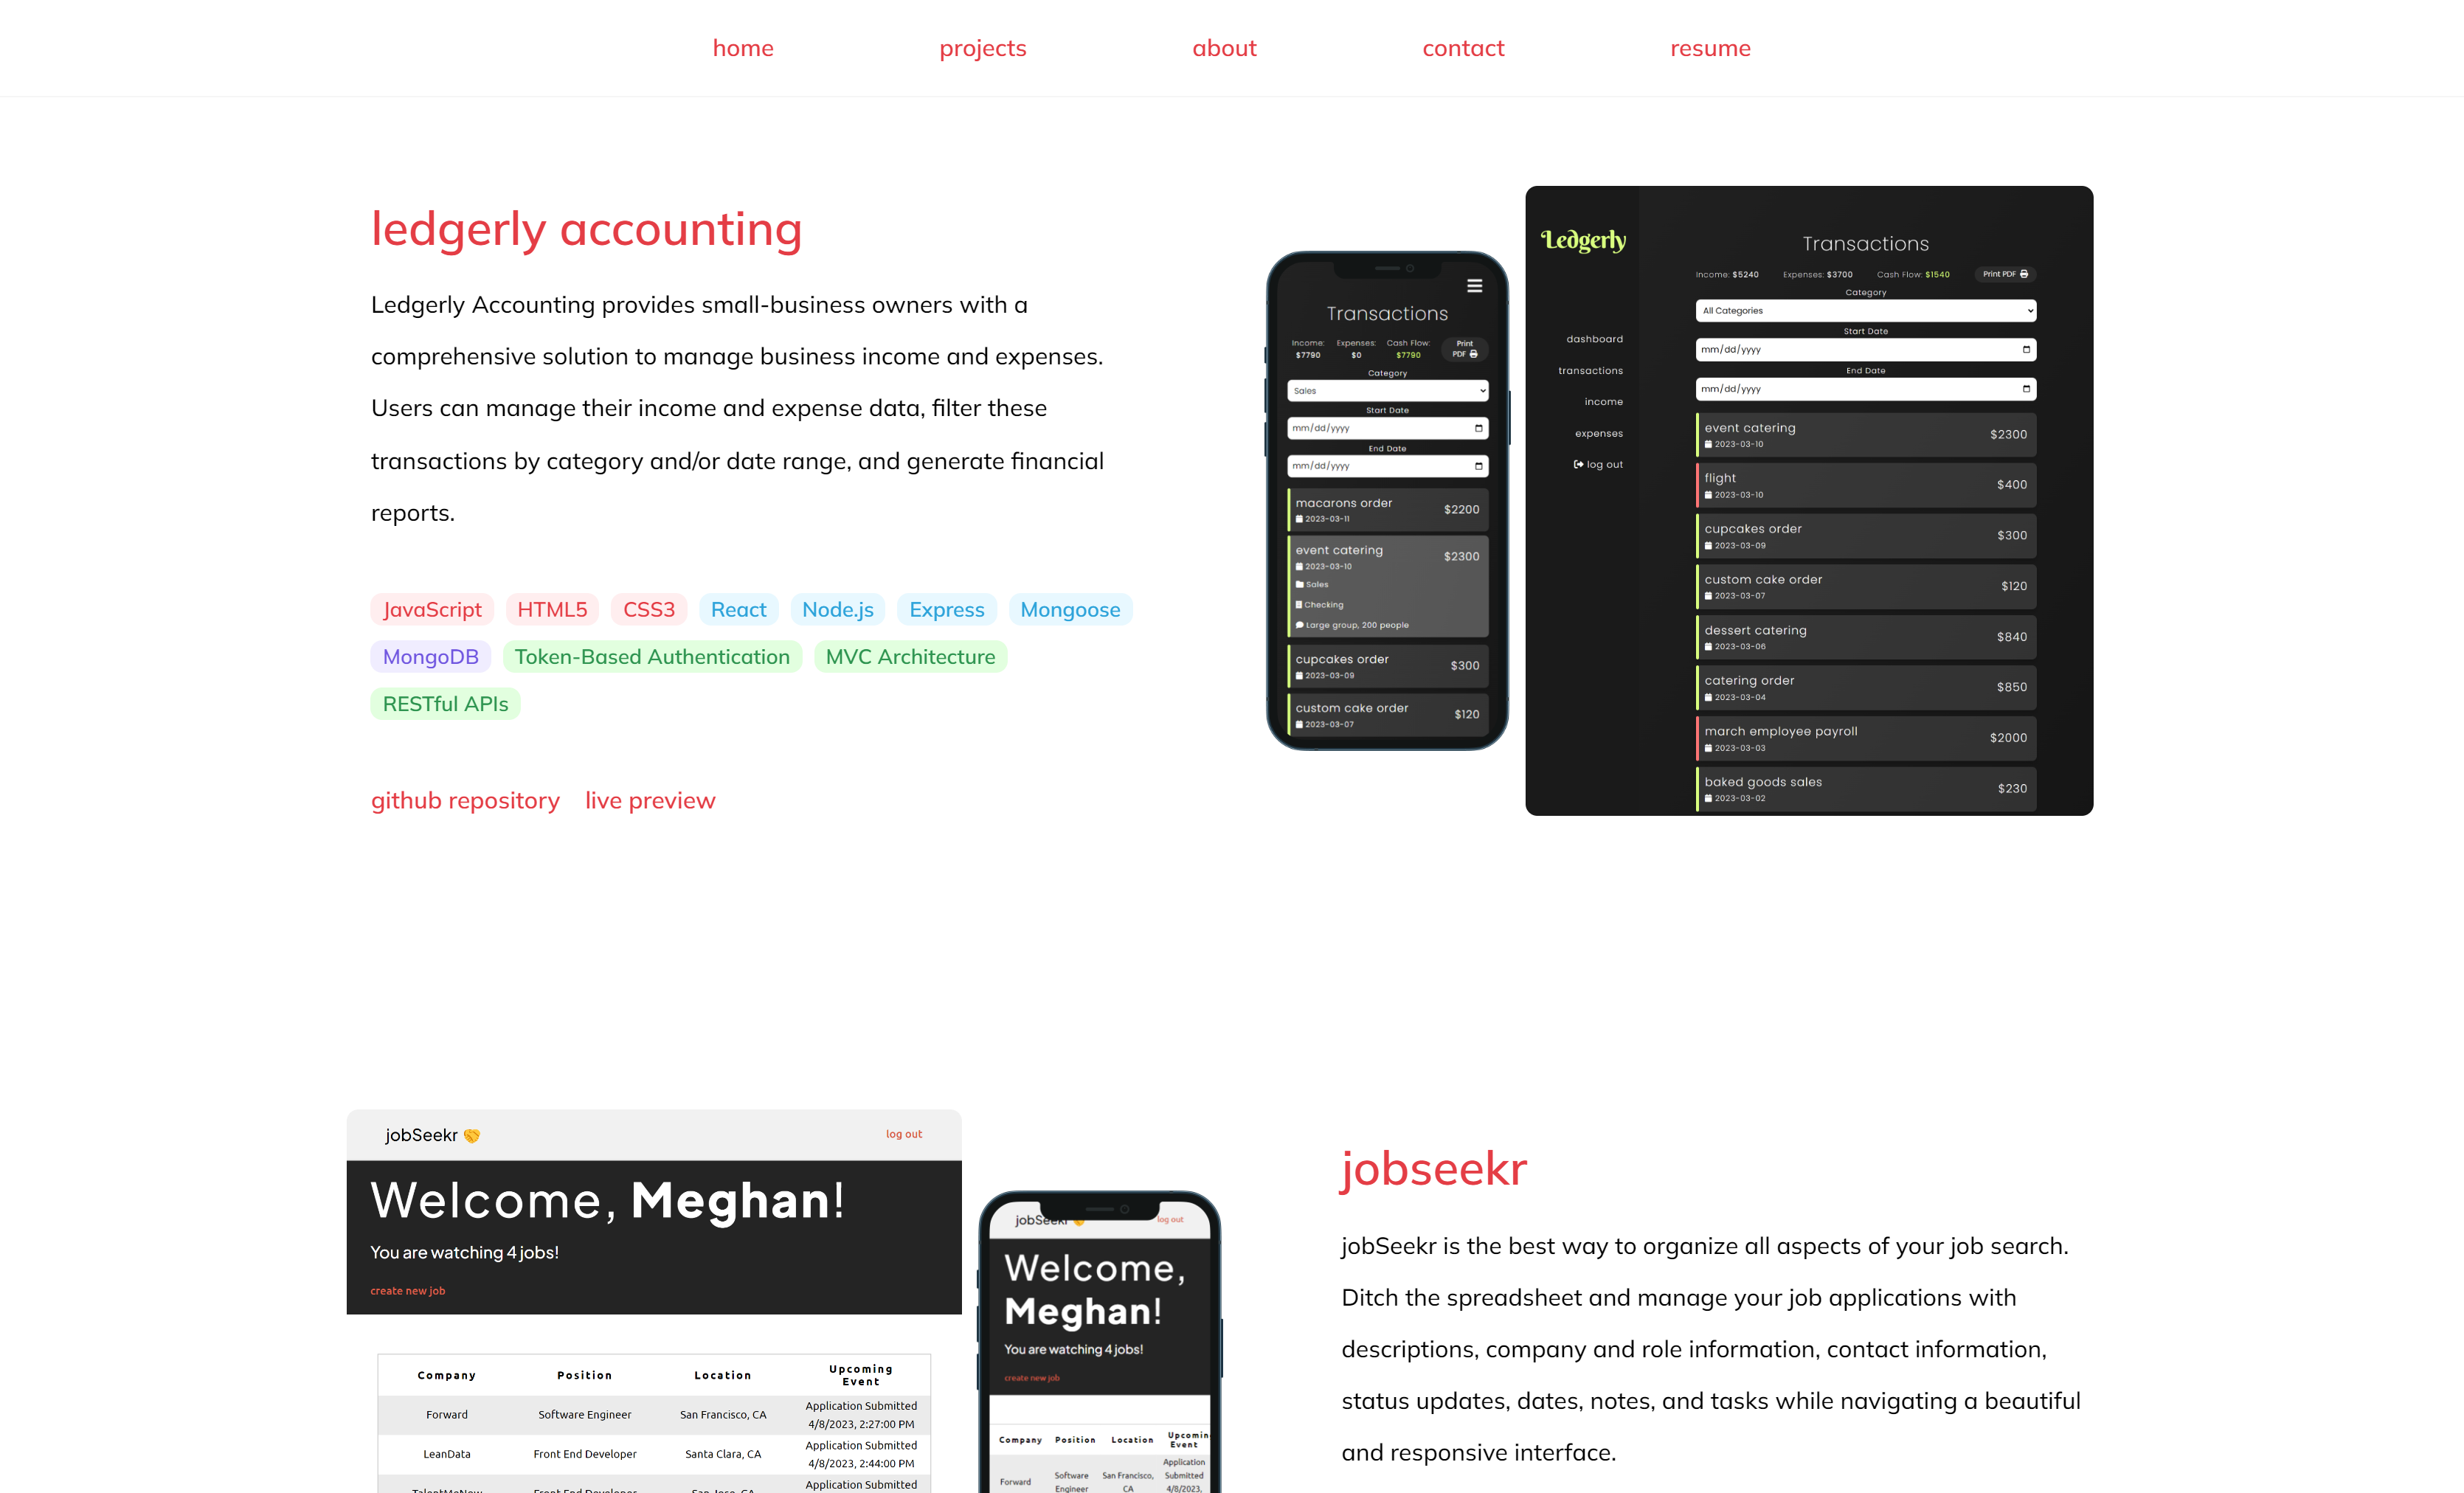 home
projects
about
contact
resume
ledgerly accounting
Ledgerly Accounting provides small-business owners with a
comprehensive solution to manage business income and expenses.
Users can manage their income and expense data, filter these
transactions by category and/or date range, and generate financial
reports.
JavaScript HTML5 CSS3 React Node.js Express Mongoose
MongoDB Token-Based Authentication MVC Architecture
RESTful APIs
github repository live preview
Transactions
Income: Expenses: Cash Flow: Print
$7790 $0 $7790 PDF
Category
Sales
Start Date
mm/dd/yyyy
End Date
mm/dd/yyyy
macarons order $2200
2023-03-11
event catering $2300
2023-03-10
Sales
Checking
Large group, 200 people
cupcakes order $300
2023-03-09
custom cake order $120
2023-03-07
Ledgerly
dashboard
transactions
income
expenses
log out
Transactions
Income: $5240 Expenses: $3700 Cash Flow: $1540 Print PDF
Category
All Categories
Start Date
mm/dd/yyyy
End Date
mm/dd/yyyy
event catering $2300
2023-03-10
flight $400
2023-03-10
cupcakes order $300
2023-03-09
custom cake order $120
2023-03-07
dessert catering $840
2023-03-06
catering order $850
2023-03-04
march employee payroll $2000
2023-03-03
baked goods sales $230
2023-03-02
jobSeekr log out
Welcome, Meghan!
You are watching 4 jobs!
create new job
Company Position Location Upcoming Event
Forward Software Engineer San Francisco, CA Application Submitted
4/8/2023, 2:27:00 PM
LeanData Front End Developer Santa Clara, CA Application Submitted
4/8/2023, 2:44:00 PM
Front End Developer San Jose, CA Application Submitted
log out
Welcome,
Meghan!
You are watching 4 jobs!
create new job
Company Position Location Event
Forward Software Engineer San Francisco, CA Application Submitted 4/8/2023,
jobseekr
jobSeekr is the best way to organize all aspects of your job search.
Ditch the spreadsheet and manage your job applications with
descriptions, company and role information, contact information,
status updates, dates, notes, and tasks while navigating a beautiful
and responsive interface.